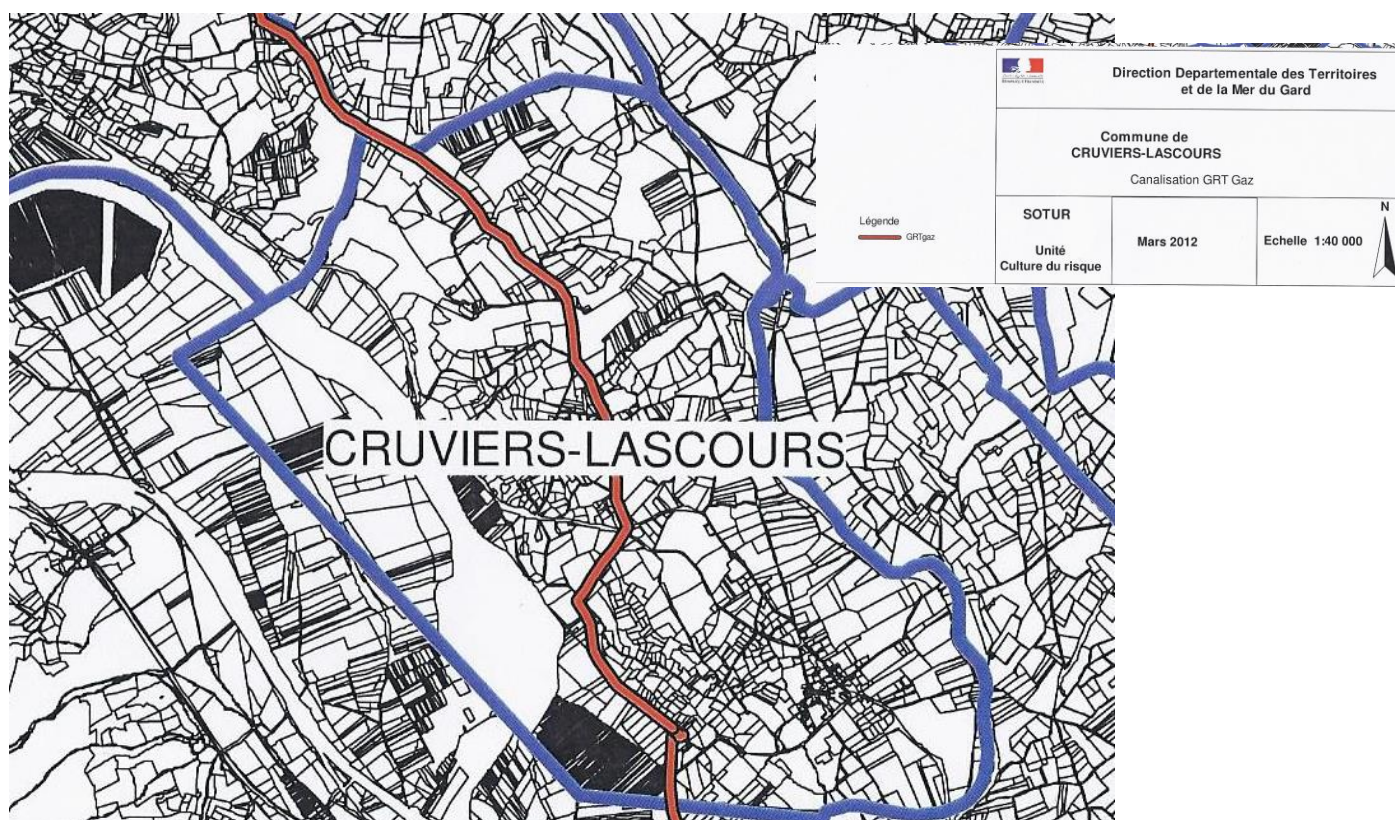 CRUVIERS-LASCOURS
Direction Departementale des Territoires
et de la Mer du Gard
Commune de
CRUVIERS-LASCOURS
Canalisation GRT Gaz
Légende
GRTgaz
SOTUR
Unité
Culture du risque
Mars 2012
Echelle 1:40 000
N